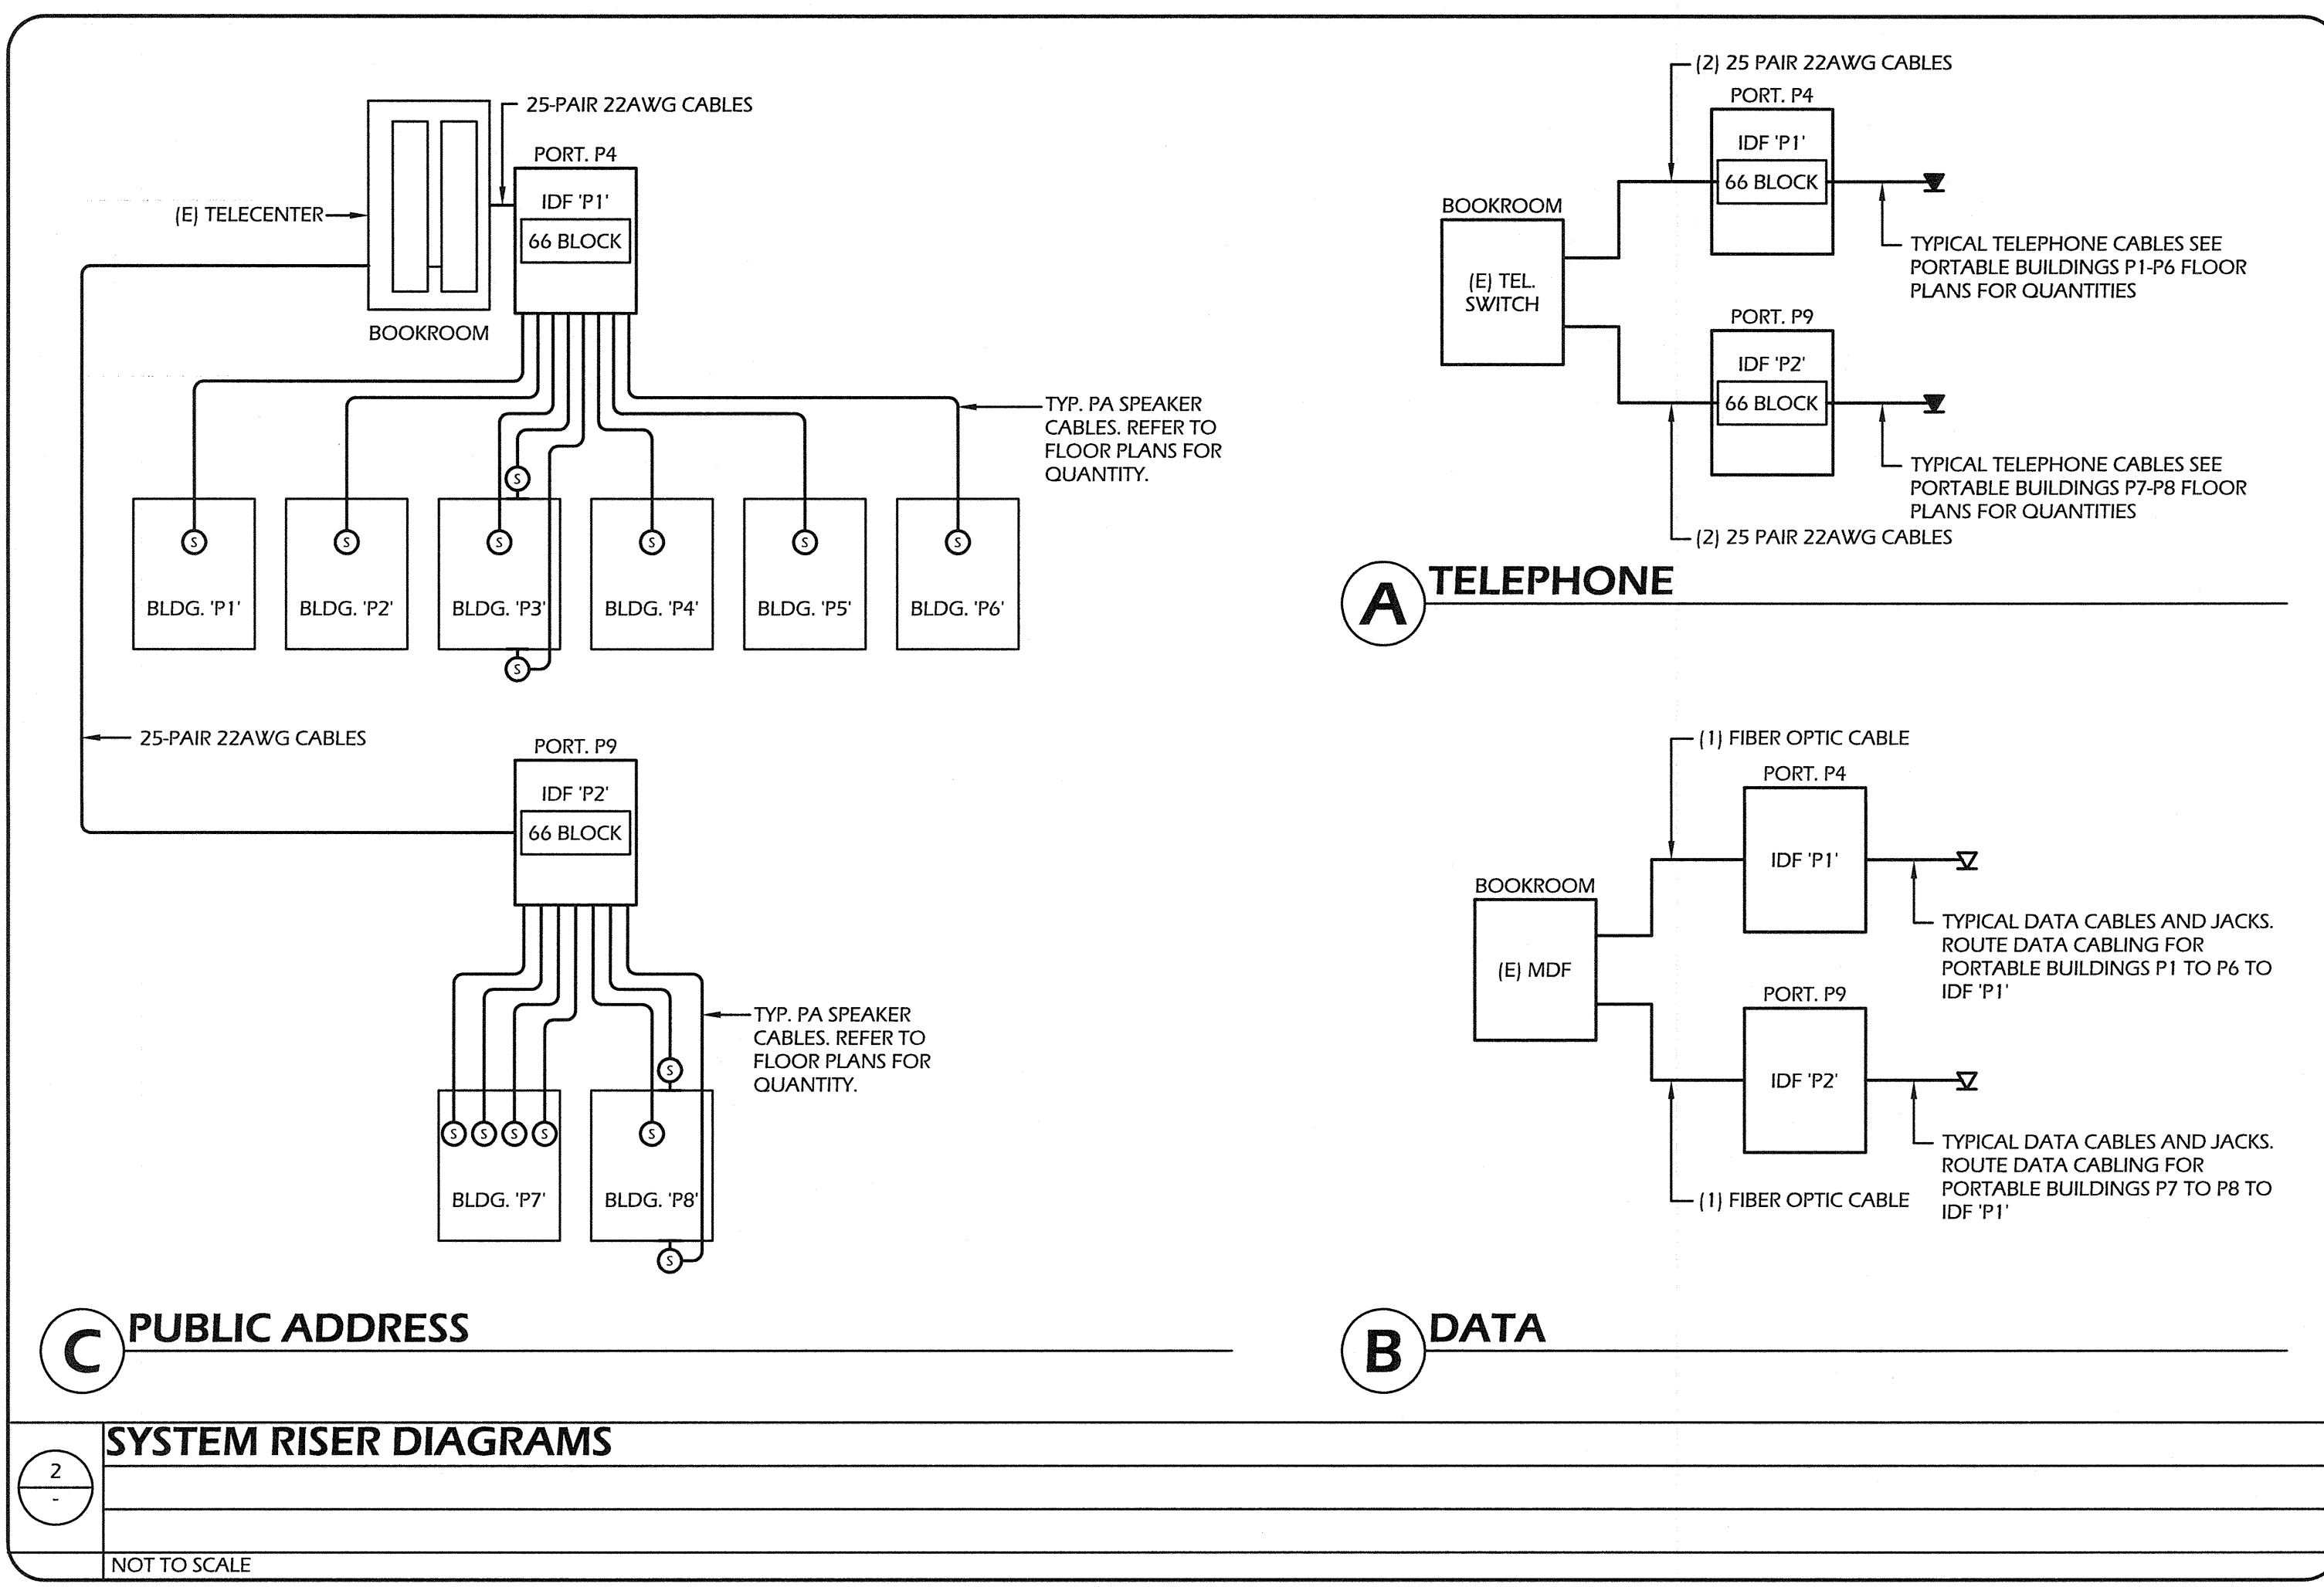 25-PAIR 22AWG CABLES
PORT. P4
IDF 'P1'
66 BLOCK
(E) TELECENTER
BOOKROOM
TYP. PA SPEAKER
CABLES. REFER TO
FLOOR PLANS FOR
QUANTITY.
S
S
S
S
S
S
S
BLDG. 'P1'
BLDG. 'P2'
BLDG. 'P3'
BLDG. 'P4'
BLDG. 'P5'
BLDG. 'P6'
S
25-PAIR 22AWG CABLES
PORT. P9
IDF 'P2'
66 BLOCK
TYP. PA SPEAKER
CABLES. REFER TO
FLOOR PLANS FOR
QUANTITY.
S
S
S
S
S
S
BLDG. 'P7'
BLDG. 'P8'
S
C
PUBLIC ADDRESS
(2) 25 PAIR 22AWG CABLES
PORT. P4
IDF 'P1'
66 BLOCK
BOOKROOM
(E) TEL.
SWITCH
TYPICAL TELEPHONE CABLES SEE
PORTABLE BUILDINGS P1-P6 FLOOR
PLANS FOR QUANTITIES
PORT. P9
IDF 'P2'
66 BLOCK
TYPICAL TELEPHONE CABLES SEE
PORTABLE BUILDINGS P7-P8 FLOOR
PLANS FOR QUANTITIES
(2) 25 PAIR 22AWG CABLES
A
TELEPHONE
(1) FIBER OPTIC CABLE
PORT. P4
IDF 'P1'
BOOKROOM
(E) MDF
TYPICAL DATA CABLES AND JACKS.
ROUTE DATA CABLING FOR
PORTABLE BUILDINGS P1 TO P6 TO
IDF 'P1'
PORT. P9
IDF 'P2'
TYPICAL DATA CABLES AND JACKS.
ROUTE DATA CABLING FOR
PORTABLE BUILDINGS P7 TO P8 TO
IDF 'P1'
(1) FIBER OPTIC CABLE
B
DATA
2
-
SYSTEM RISER DIAGRAMS
NOT TO SCALE